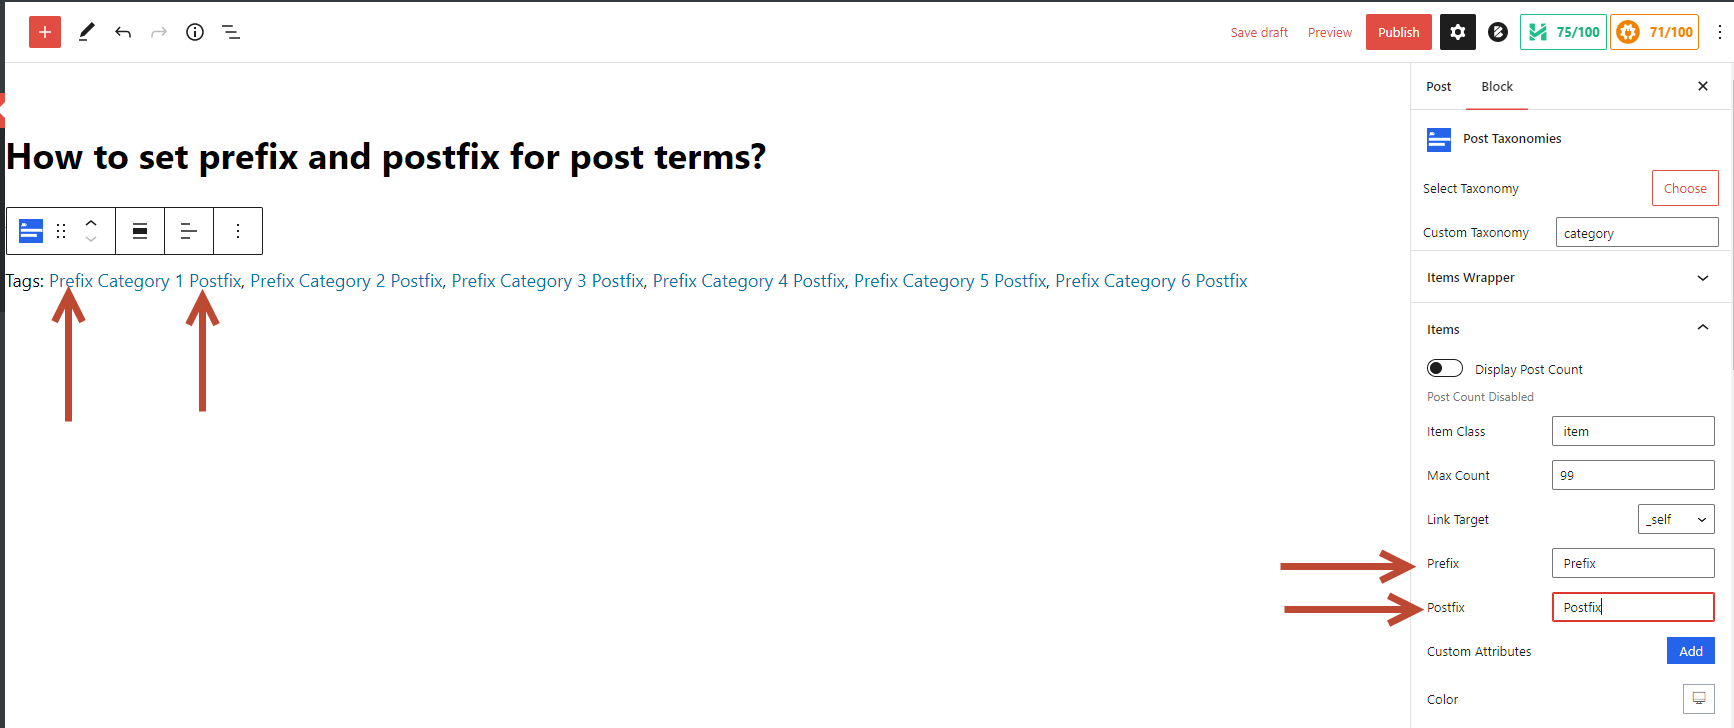 Save draft Preview Publish 75/100 71/100
Post Block
Post Taxonomies
Select Taxonomy Choose
Custom Taxonomy category
How to set prefix and postfix for post terms?
Tags: Prefix Category 1 Postfix, Prefix Category 2 Postfix, Prefix Category 3 Postfix, Prefix Category 4 Postfix, Prefix Category 5 Postfix, Prefix Category 6 Postfix
Items Wrapper
Items
Display Post Count
Post Count Disabled
Item Class item
Max Count 99
Link Target _self
Prefix Prefix
Postfix Postfix
Custom Attributes Add
Color